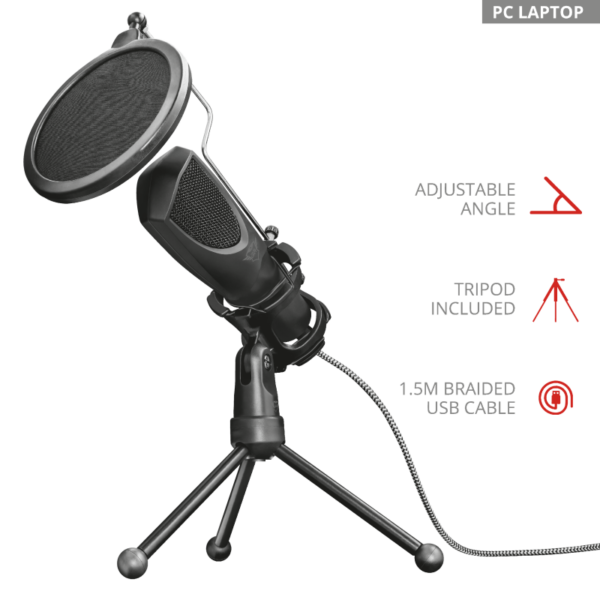 PC LAPTOP
ADJUSTABLE
ANGLE
TRIPOD
INCLUDED
1.5M BRAIDED
USB CABLE